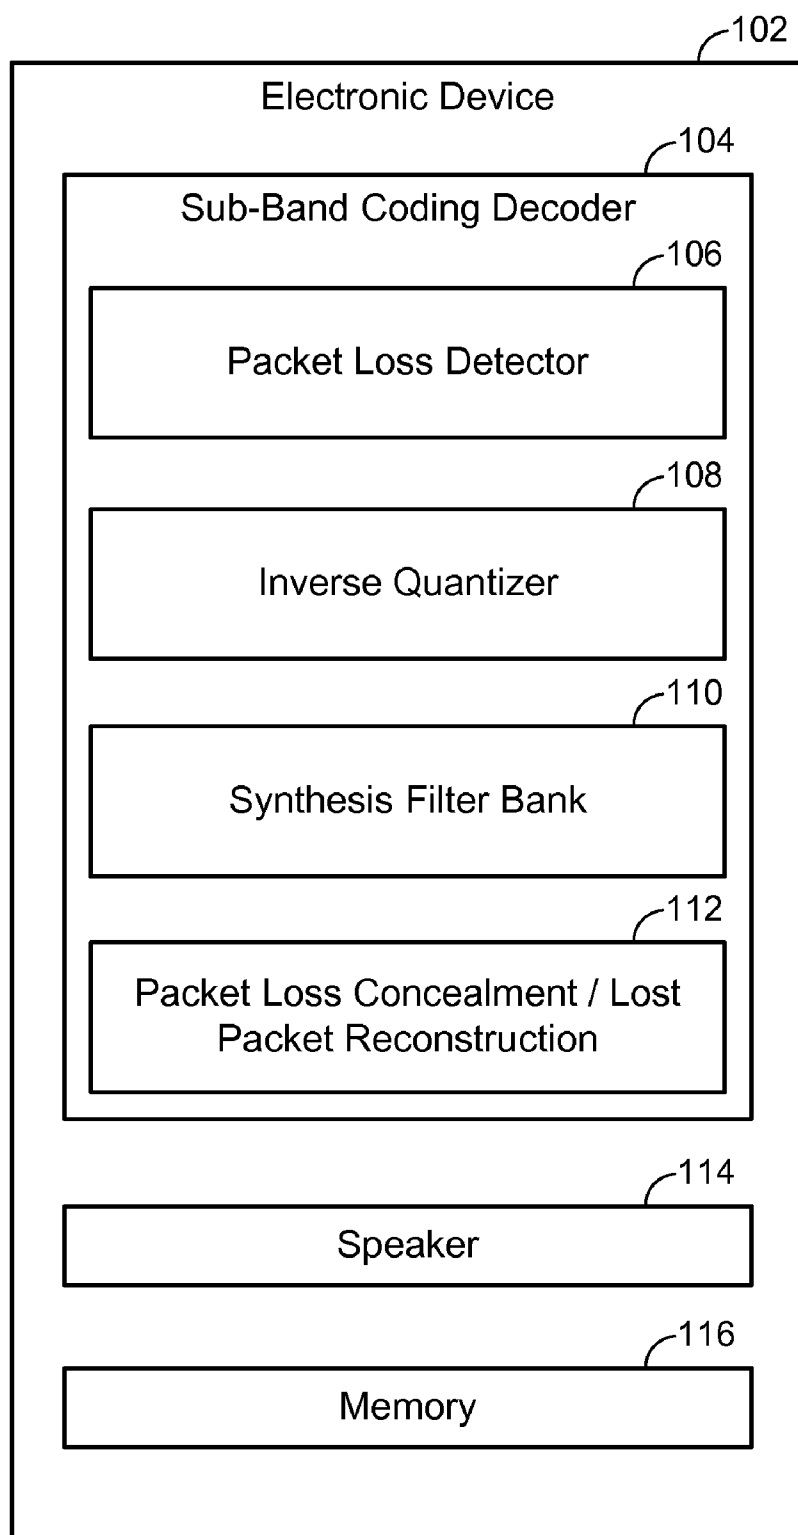 102
Electronic Device
104
Sub-Band Coding Decoder
106
Packet Loss Detector
108
Inverse Quantizer
110
Synthesis Filter Bank
112
Packet Loss Concealment / Lost
Packet Reconstruction
114
Speaker
116
Memory